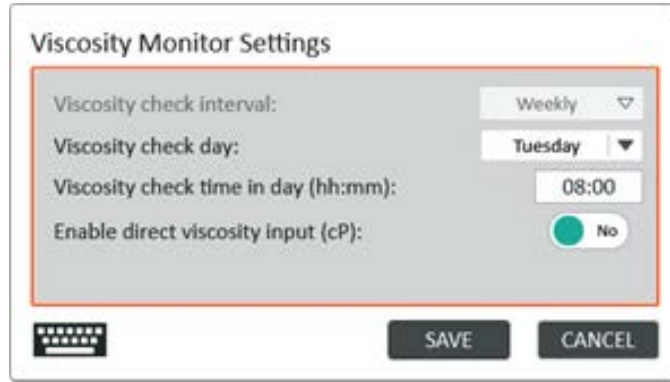 Viscosity Monitor Settings
Viscosity check interval: Weekly
Viscosity check day: Tuesday
Viscosity check time in day (hh:mm): 08:00
Enable direct viscosity input (cP): No
SAVE CANCEL